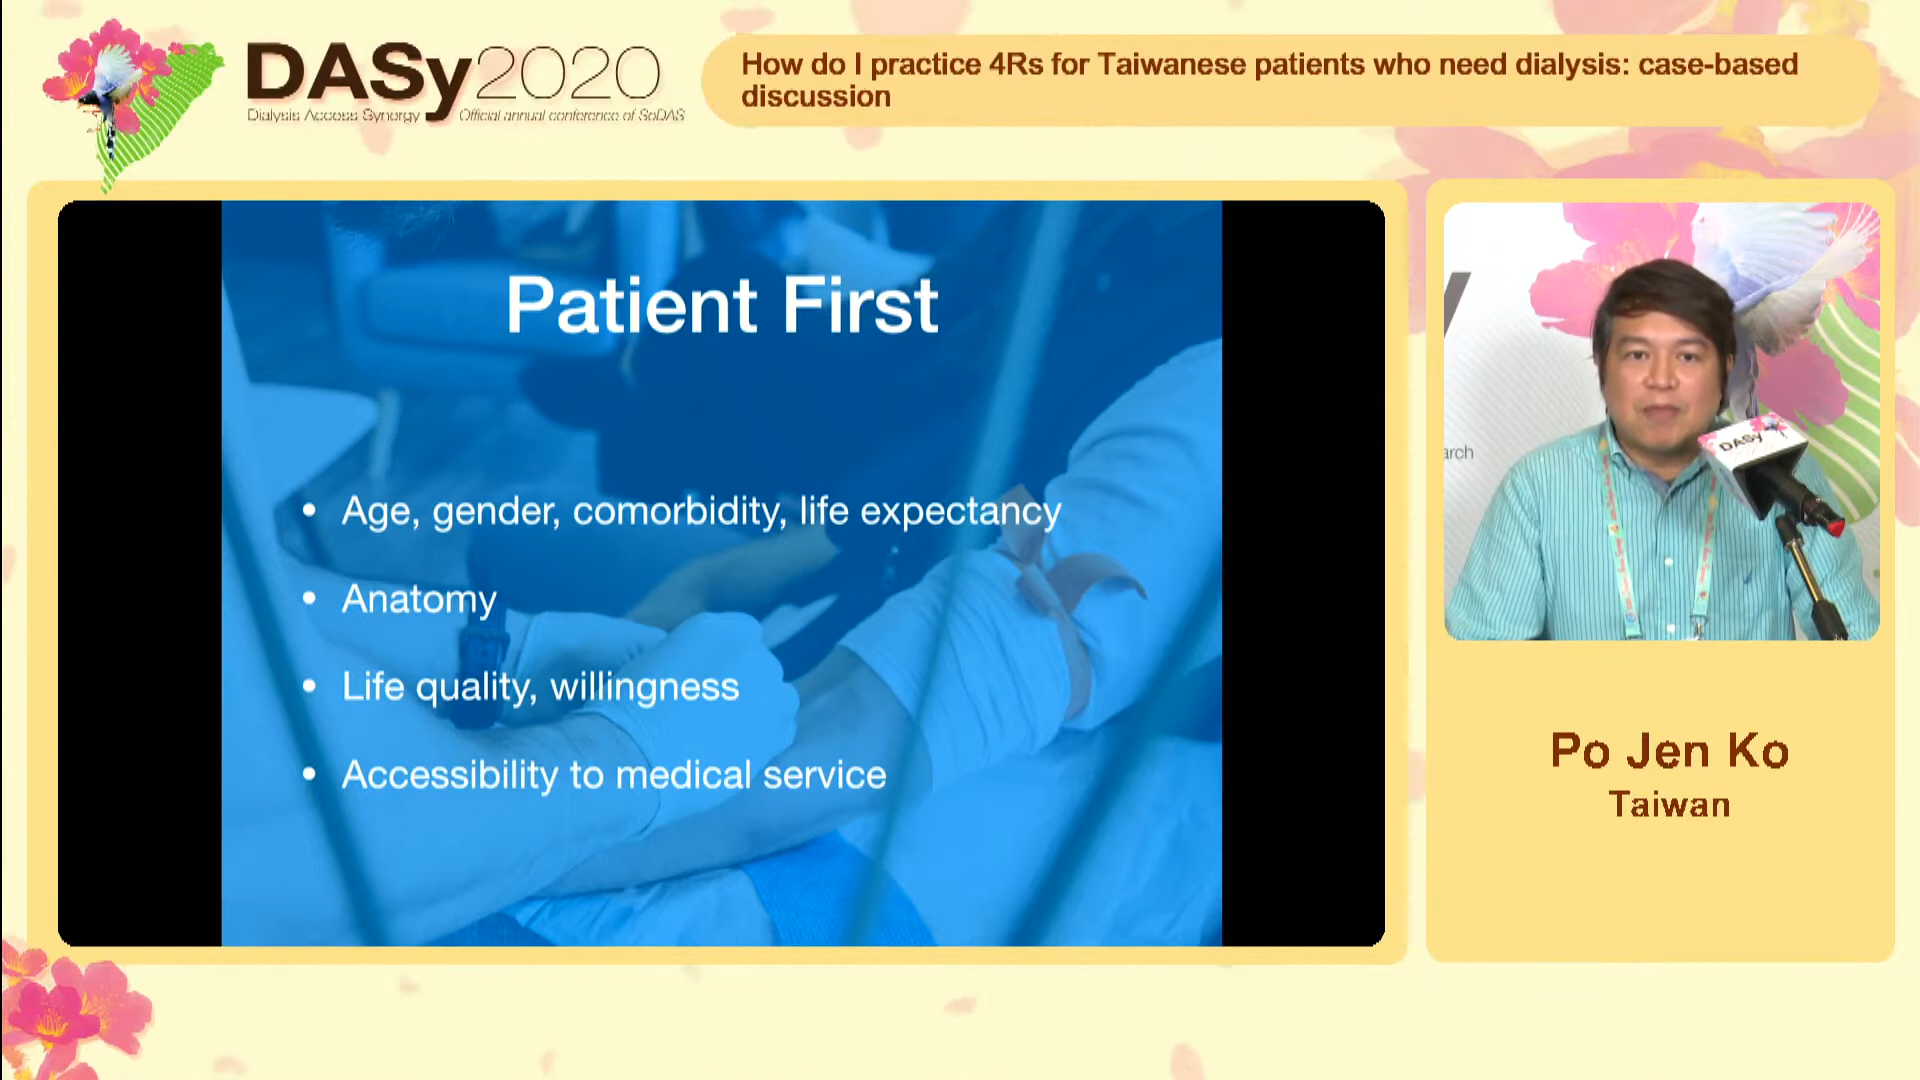 DASy2020
Dialysis Access Synergy Official annual conference of SoDAS
How do I practice 4Rs for Taiwanese patients who need dialysis: case-based
discussion
Patient First
• Age, gender, comorbidity, life expectancy
• Anatomy
• Life quality, willingness
• Accessibility to medical service
y
arch
DASy
Po Jen Ko
Taiwan